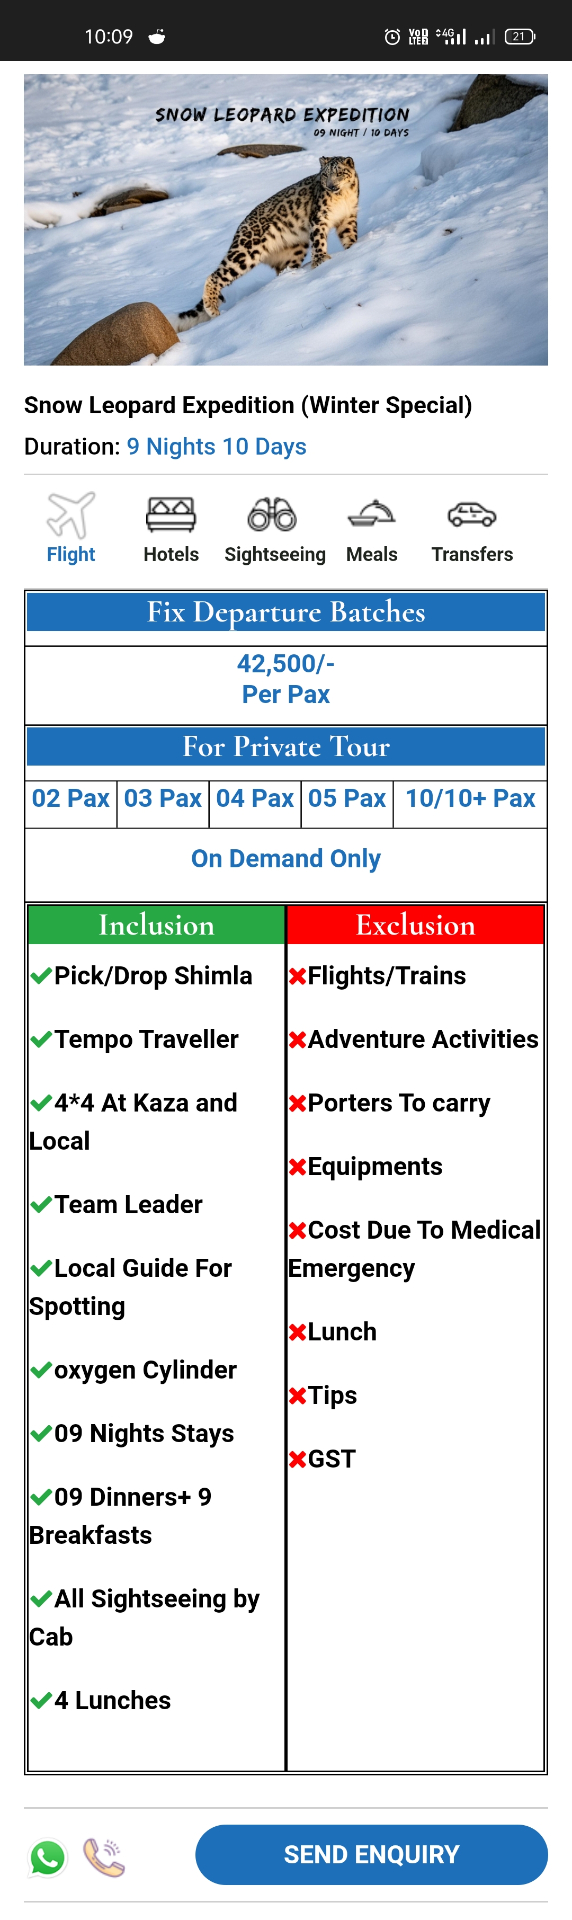 10:09
VoD LTE2 4G 21
SNOW LEOPARD EXPEDITION
09 NIGHT / 10 DAYS
Snow Leopard Expedition (Winter Special)
Duration: 9 Nights 10 Days
Flight Hotels Sightseeing Meals Transfers
Fix Departure Batches
42,500/-
Per Pax
For Private Tour
02 Pax 03 Pax 04 Pax 05 Pax 10/10+ Pax
On Demand Only
Inclusion
Pick/Drop Shimla
Tempo Traveller
4*4 At Kaza and
Local
Team Leader
Local Guide For
Spotting
oxygen Cylinder
09 Nights Stays
09 Dinners+ 9
Breakfasts
All Sightseeing by
Cab
4 Lunches
Exclusion
Flights/Trains
Adventure Activities
Porters To carry
Equipments
Cost Due To Medical
Emergency
Lunch
Tips
GST
SEND ENQUIRY